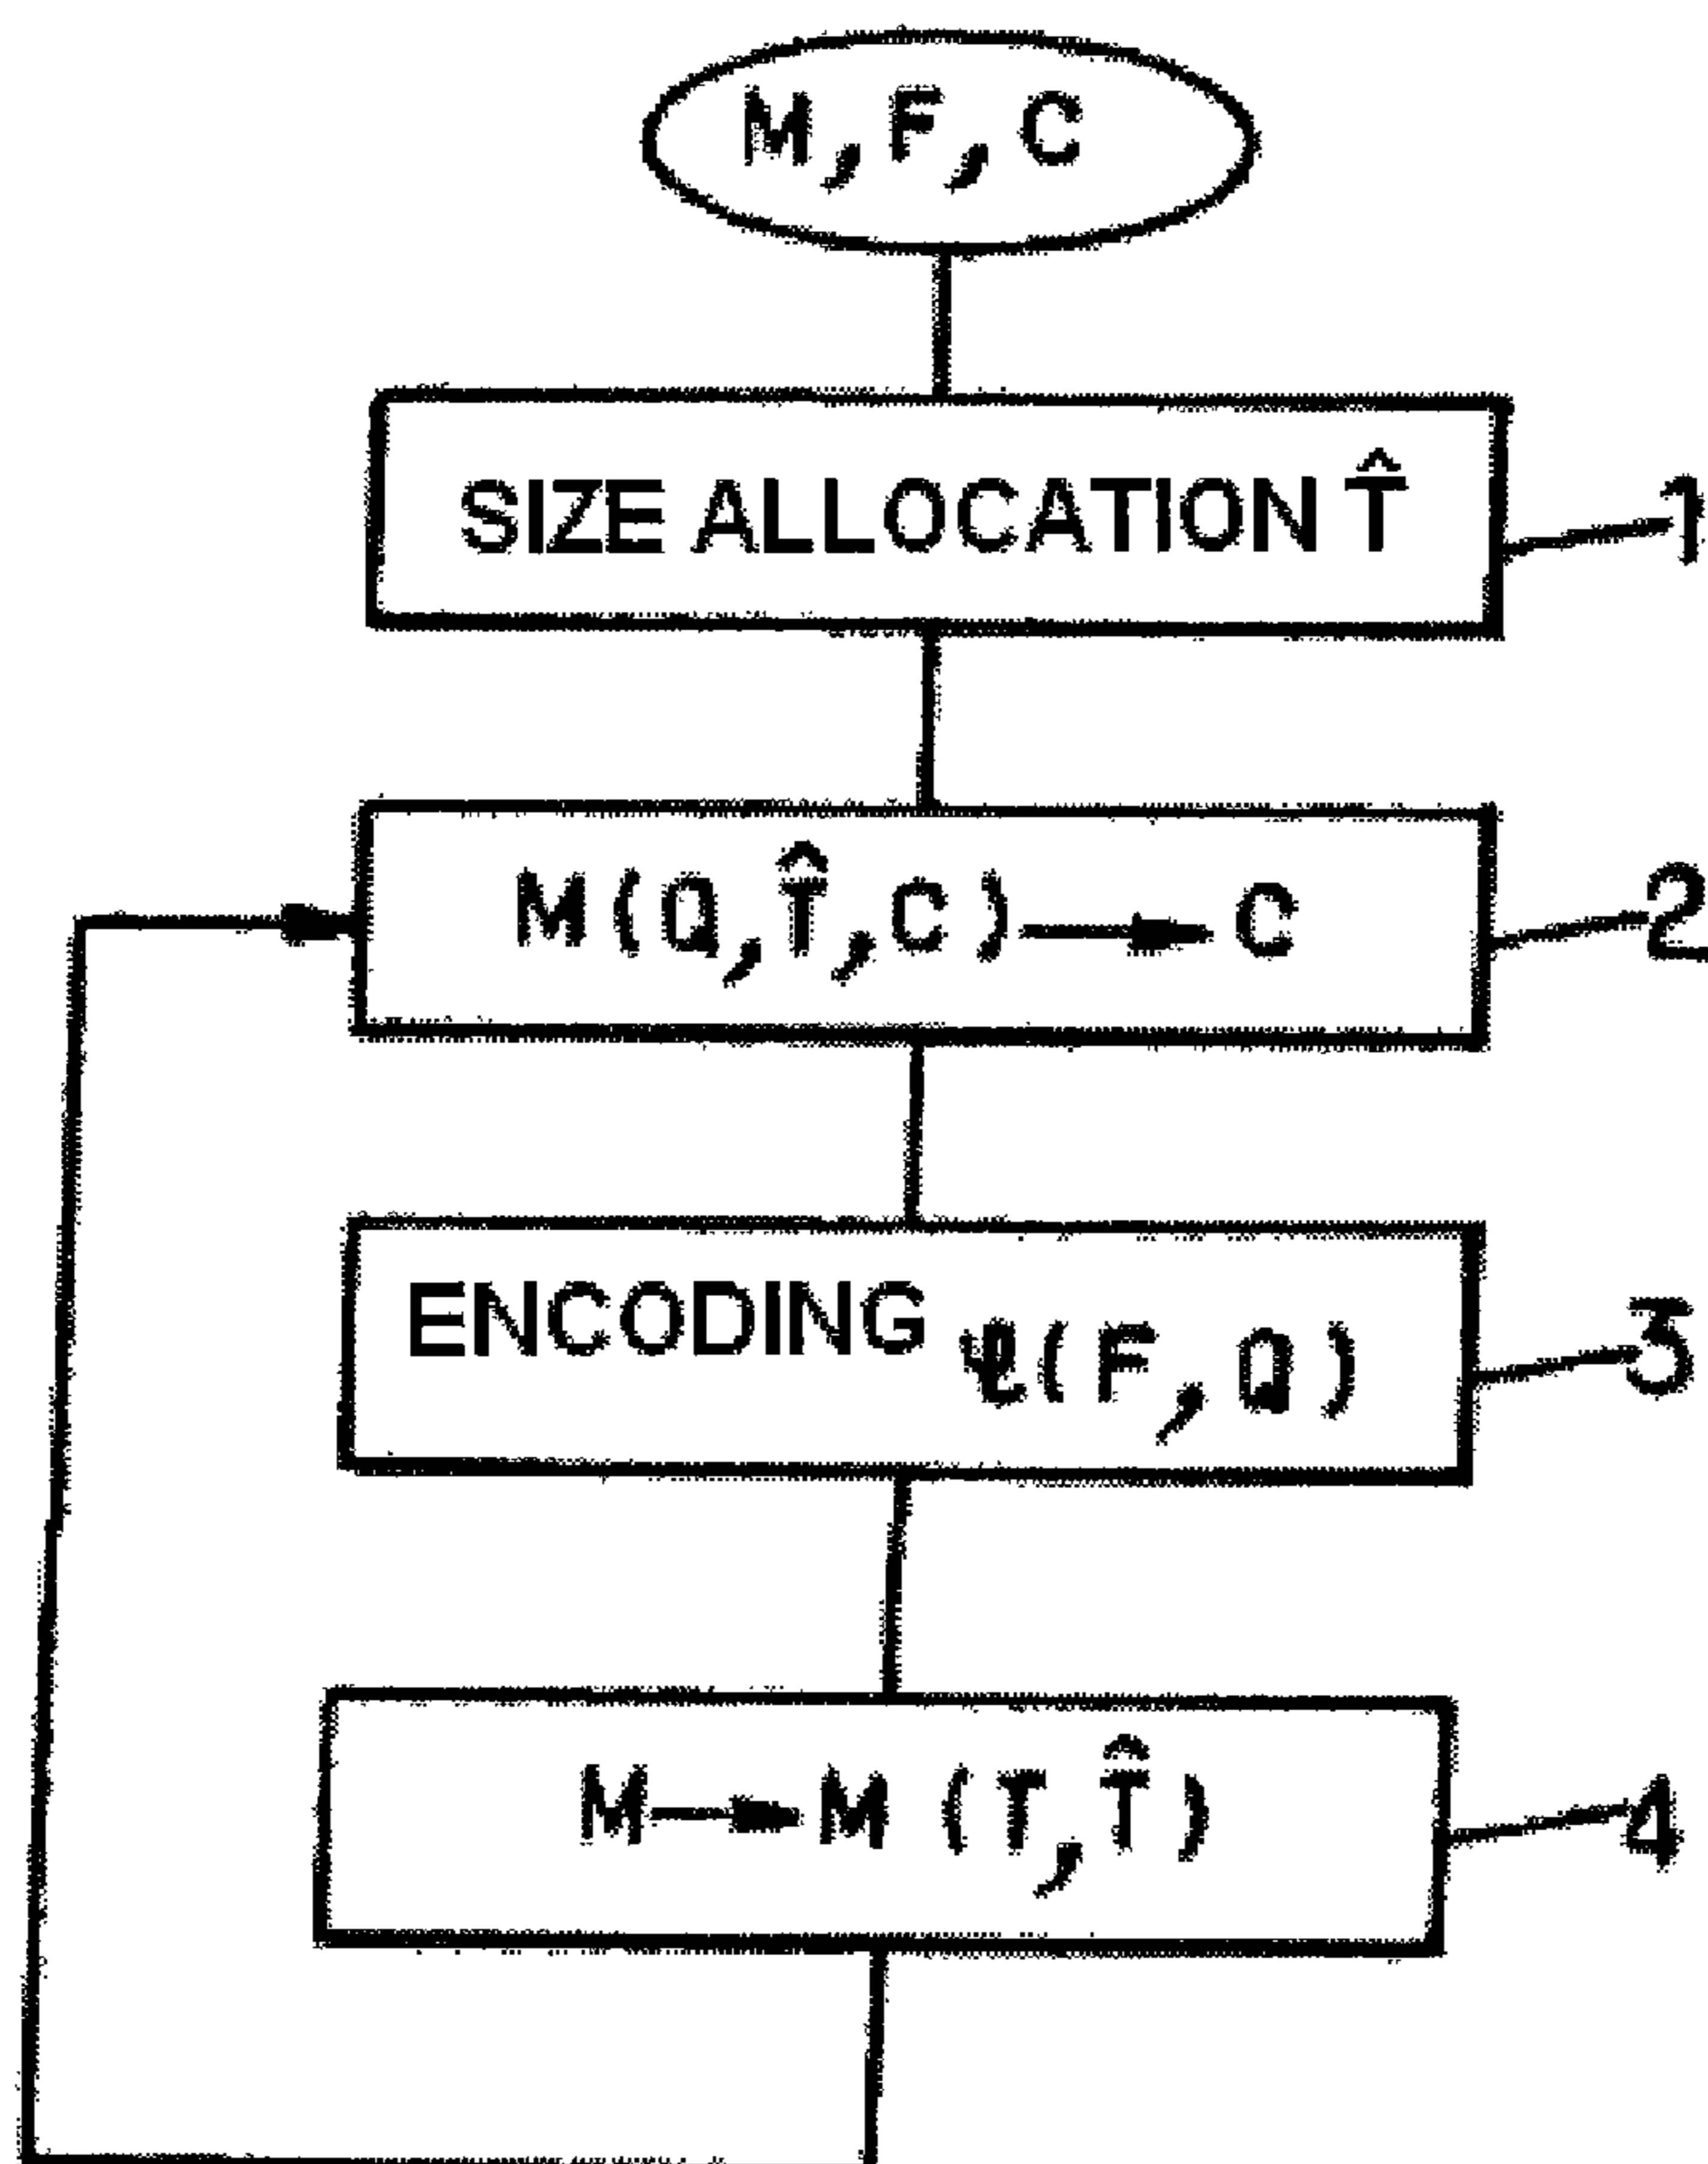 M,F,C
SIZE ALLOCATION T̂
1
M(Q,T̂,C)→C
2
ENCODING (F,Q)
3
M→M(T,T̂)
4